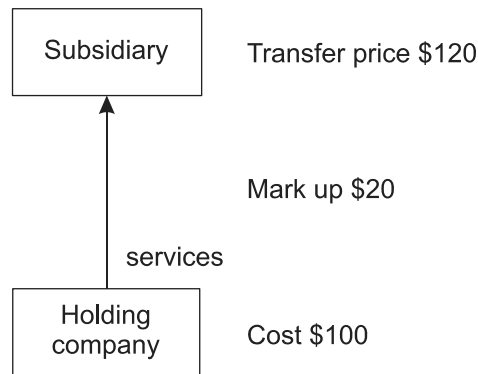 Subsidiary
Transfer price $120
Mark up $20
services
Holding
company
Cost $100